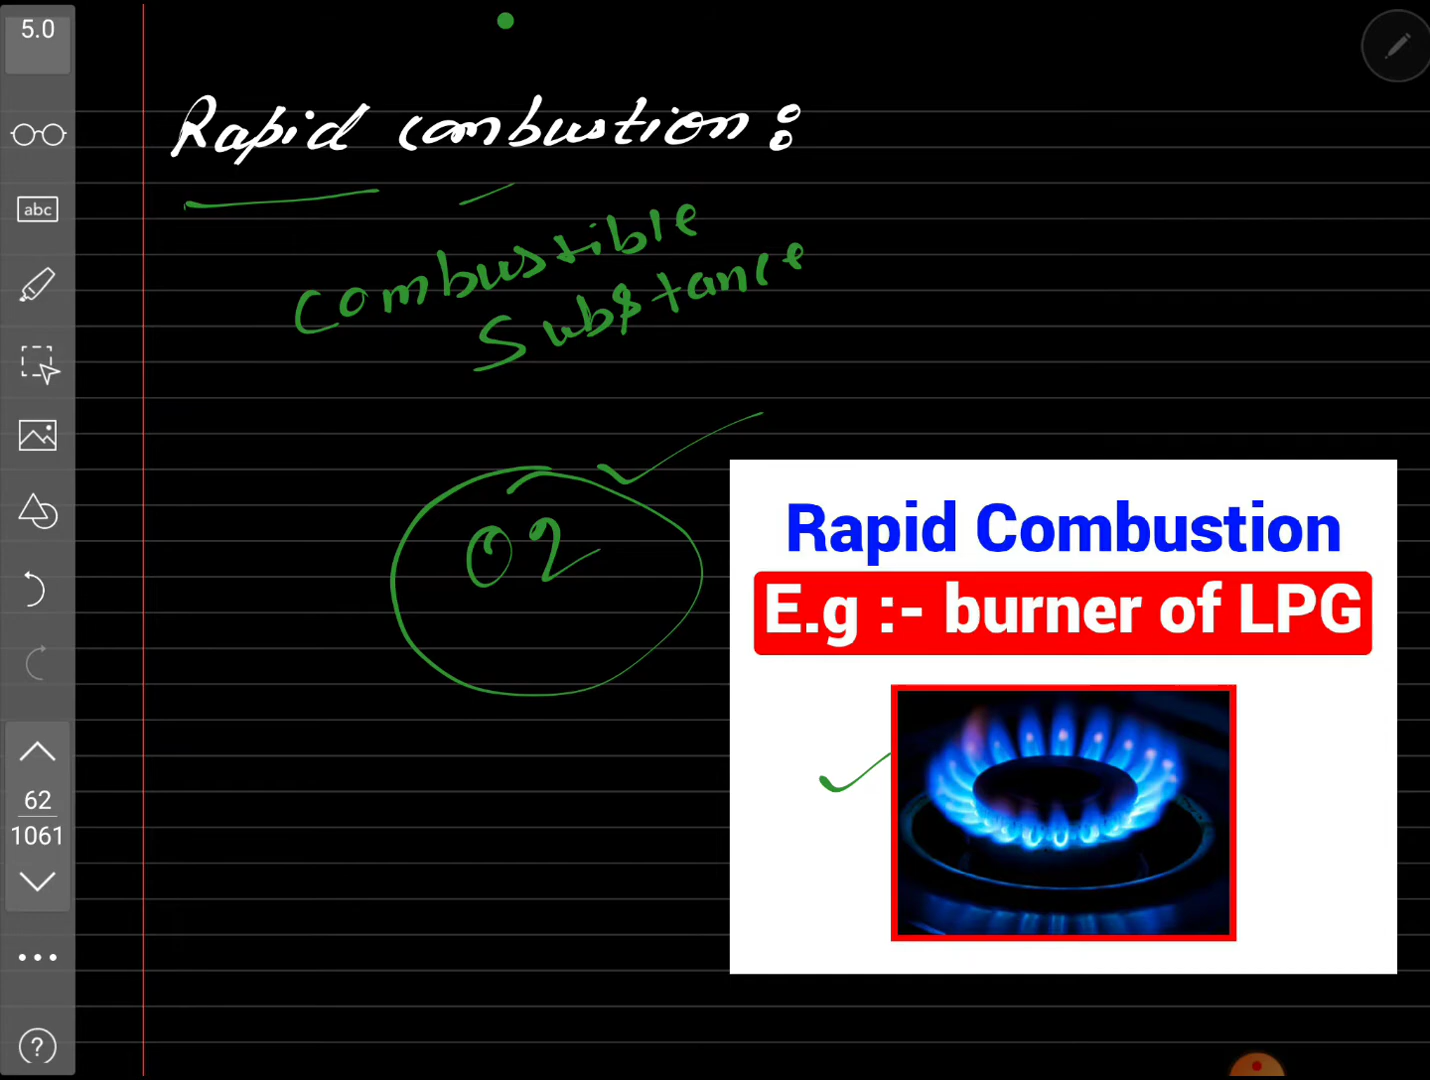 5.0
Rapid combustion :
abc
Combustible
Substance
O2
Rapid Combustion
E.g :- burner of LPG
62
1061
?